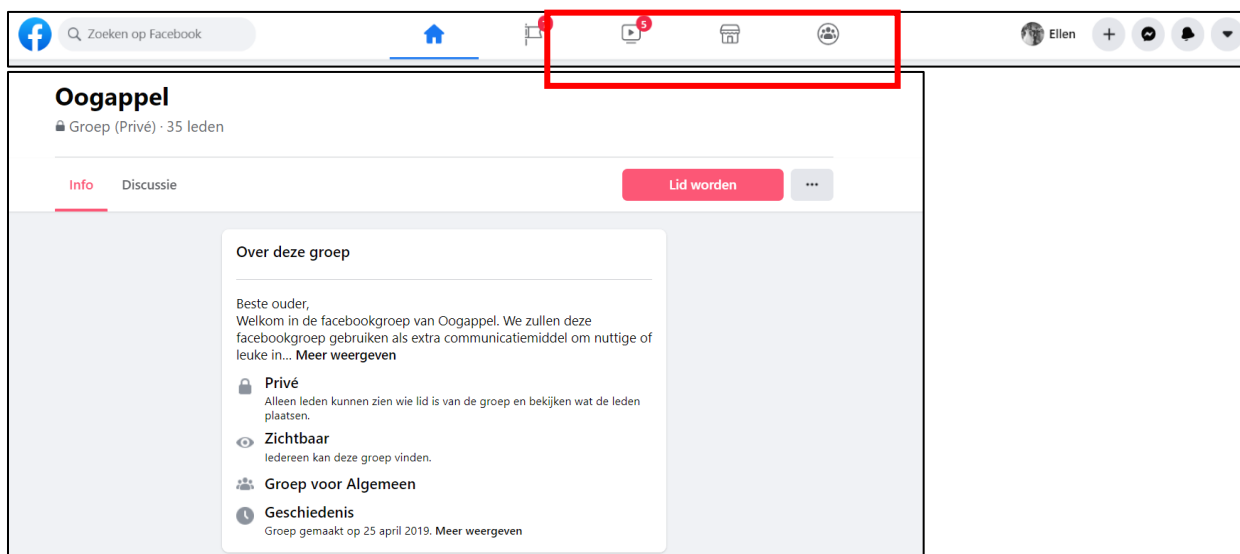 Zoeken op Facebook
5
Ellen
Oogappel
Groep (Privé) · 35 leden
Info Discussie Lid worden
Over deze groep
Beste ouder,
Welkom in de facebookgroep van Oogappel. We zullen deze
facebookgroep gebruiken als extra communicatiemiddel om nuttige of
leuke in... Meer weergeven
Privé
Alleen leden kunnen zien wie lid is van de groep en bekijken wat de leden
plaatsen.
Zichtbaar
Iedereen kan deze groep vinden.
Groep voor Algemeen
Geschiedenis
Groep gemaakt op 25 april 2019. Meer weergeven